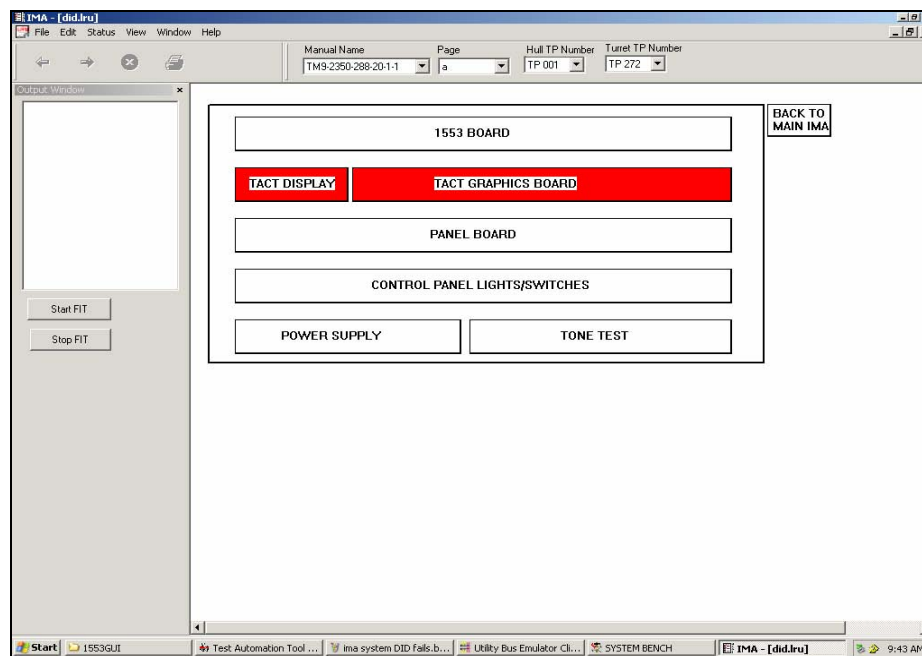 IMA - [did.lru]
File Edit Status View Window Help
Manual Name Page Hull TP Number Turret TP Number
TM9-2350-288-20-1-1 a TP 001 TP 272
Output Window
1553 BOARD
BACK TO
MAIN IMA
TACT DISPLAY TACT GRAPHICS BOARD
PANEL BOARD
CONTROL PANEL LIGHTS/SWITCHES
Start FIT
Stop FIT
POWER SUPPLY TONE TEST
Start 1553GUI Test Automation Tool ... ima system DID fails.b... Utility Bus Emulator Cli... SYSTEM BENCH IMA - [did.lru] 9:43 AM